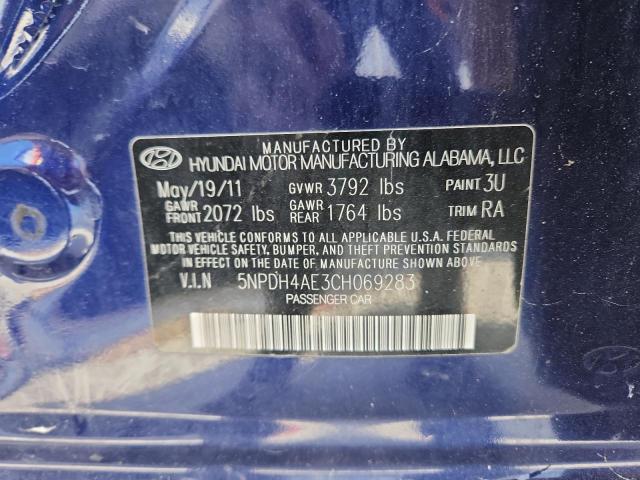 MANUFACTURED BY
HYUNDAI MOTOR MANUFACTURING ALABAMA, LLC
May/19/11 GVWR 3792 lbs PAINT 3U
GAWR FRONT 2072 lbs GAWR REAR 1764 lbs TRIM RA
THIS VEHICLE CONFORMS TO ALL APPLICABLE U.S.A. FEDERAL
MOTOR VEHICLE SAFETY, BUMPER, AND THEFT PREVENTION STANDARDS
IN EFFECT ON THE DATE OF MANUFACTURE SHOWN ABOVE.
V.I.N 5NPDH4AE3CH069283
PASSENGER CAR